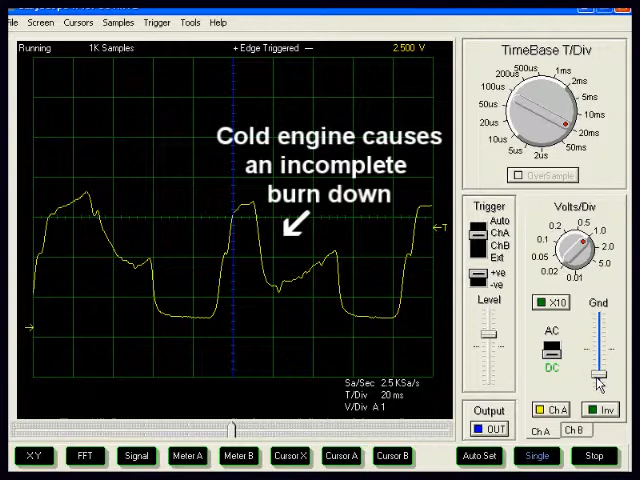 File Screen Cursors Samples Trigger Tools Help
Running 1K Samples + Edge Triggered — 2.500 V
Cold engine causes
an incomplete
burn down
T
Sa/Sec 2.5 KSa/s
T/Div 20 ms
V/Div A 1
TimeBase T/Div
500us 1ms
200us 2ms
100us 5ms
50us 10ms
20us 20ms
10us 50ms
5us 2us
OverSample
Trigger
Auto
ChA
ChB
Ext
+ve
-ve
Level
Volts/Div
0.5
0.2 1.0
0.1 2.0
0.05 5.0
0.02 0.01
X10
Gnd
AC
DC
Ch A Inv
Ch A Ch B
Output
OUT
XY FFT Signal Meter A Meter B Cursor X Cursor A Cursor B Auto Set Single Stop